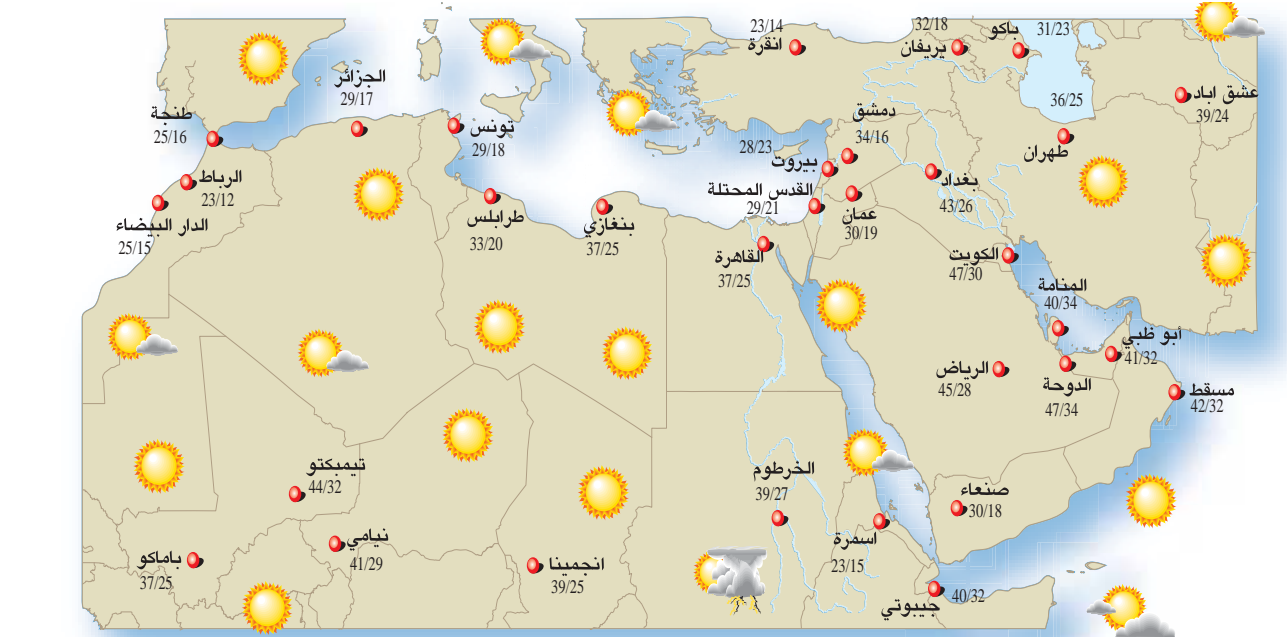 23/14
انقرة
32/18
يريفان
باكو
31/23
عشق اباد
39/24
36/25
طهران
الجزائر
29/17
طنجة
25/16
تونس
29/18
الرباط
23/12
الدار البيضاء
25/15
طرابلس
33/20
بنغازي
37/25
دمشق
34/16
28/23
بيروت
القدس المحتلة
29/21
عمان
30/19
بغداد
43/26
القاهرة
37/25
الكويت
47/30
المنامة
40/34
أبو ظبي
41/32
الرياض
45/28
الدوحة
47/34
مسقط
42/32
تيمبكتو
44/32
الخرطوم
39/27
صنعاء
30/18
اسمرة
23/15
نيامي
41/29
باماكو
37/25
انجمينا
39/25
40/32
جيبوتي